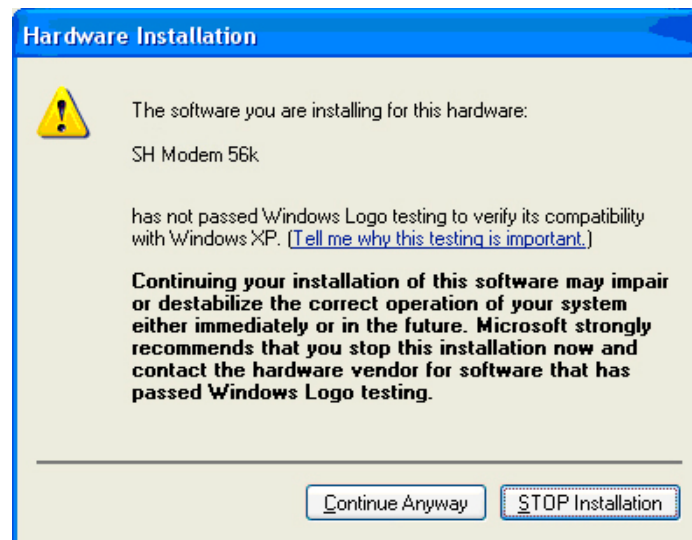 Hardware Installation
The software you are installing for this hardware:
SH Modem 56k
has not passed Windows Logo testing to verify its compatibility
with Windows XP. (Tell me why this testing is important.)
Continuing your installation of this software may impair
or destabilize the correct operation of your system
either immediately or in the future. Microsoft strongly
recommends that you stop this installation now and
contact the hardware vendor for software that has
passed Windows Logo testing.
Continue Anyway STOP Installation